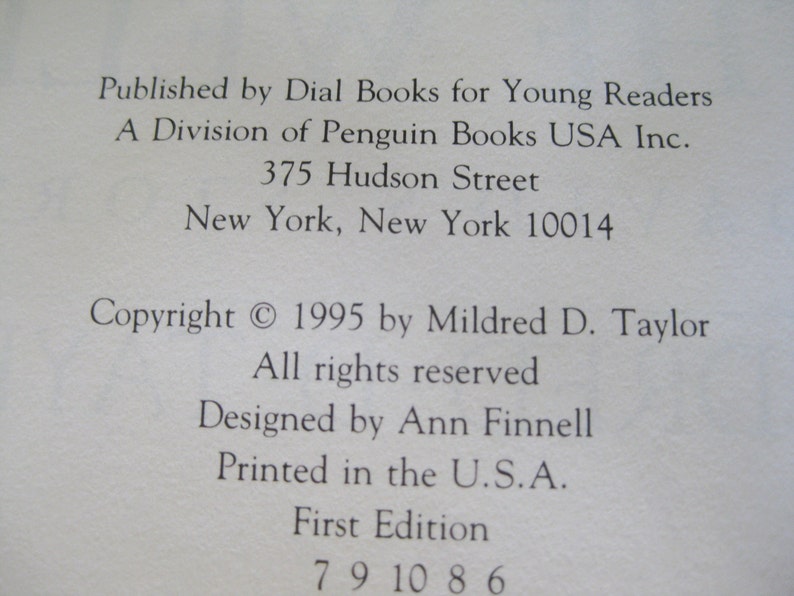 Published by Dial Books for Young Readers
A Division of Penguin Books USA Inc.
375 Hudson Street
New York, New York 10014
Copyright © 1995 by Mildred D. Taylor
All rights reserved
Designed by Ann Finnell
Printed in the U.S.A.
First Edition
7 9 10 8 6